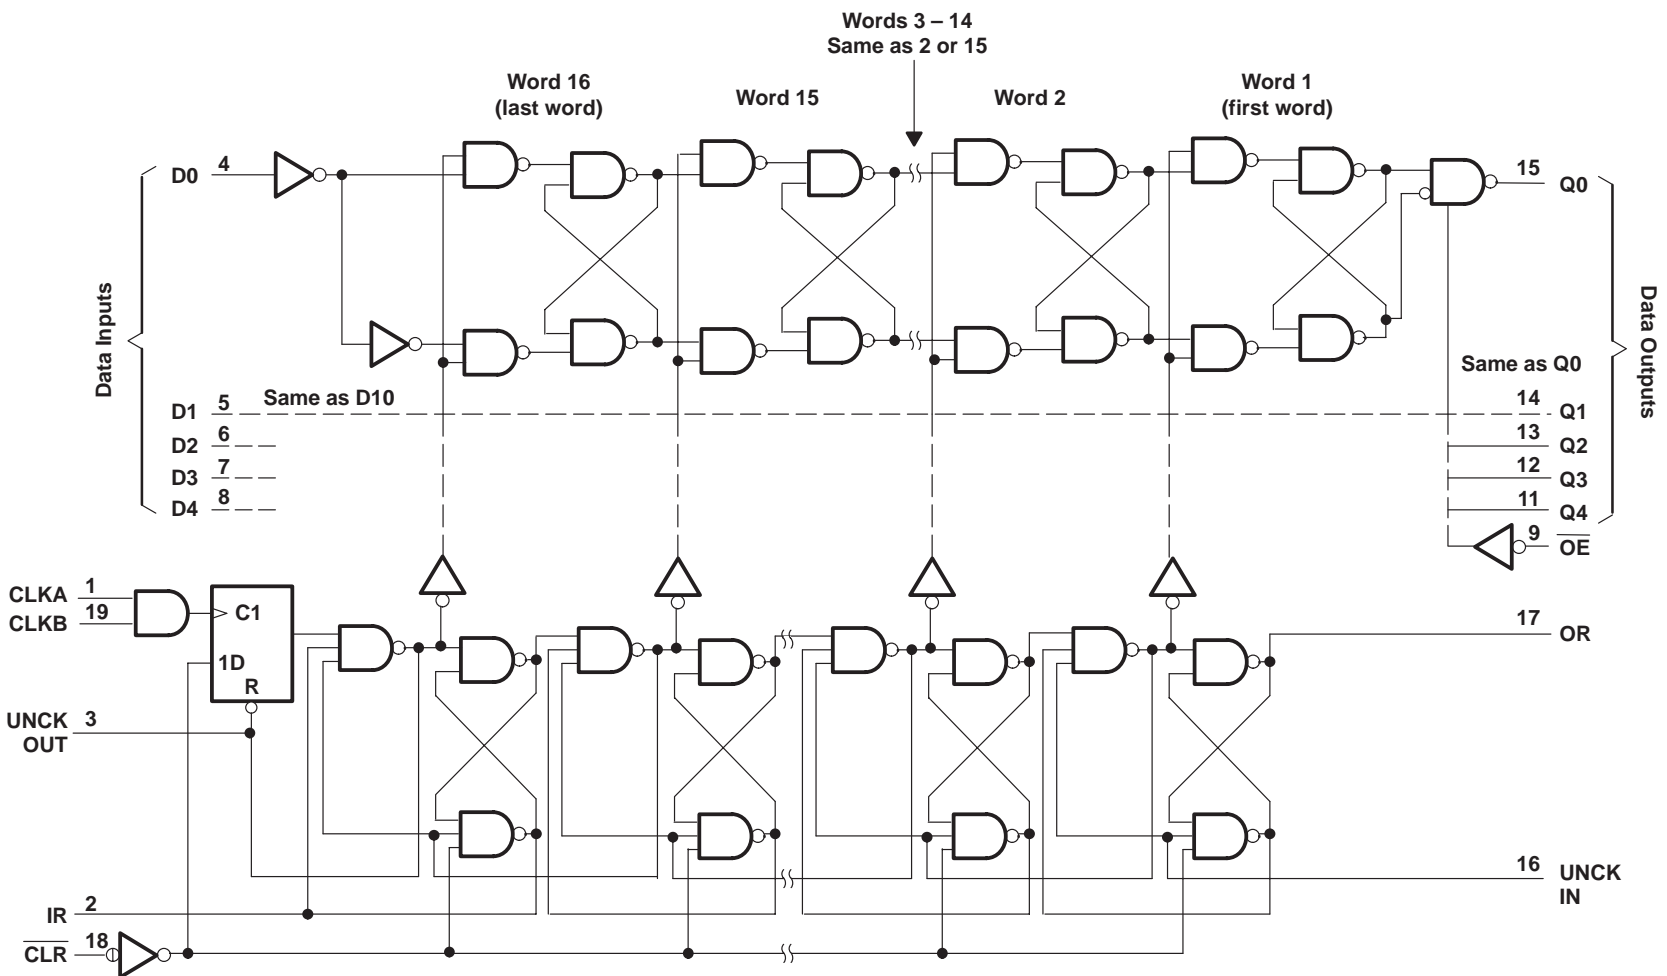 Words 3 – 14
Same as 2 or 15
Word 16
(last word)
Word 15
Word 2
Word 1
(first word)
D0 4
15 Q0
Data Inputs
Data Outputs
Same as Q0
D1 5 Same as D10
14 Q1
D2 6
13 Q2
D3 7
12 Q3
D4 8
11 Q4
9 OE
CLKA 1
CLKB 19
C1
1D
R
17 OR
UNCK OUT 3
16 UNCK IN
IR 2
CLR 18